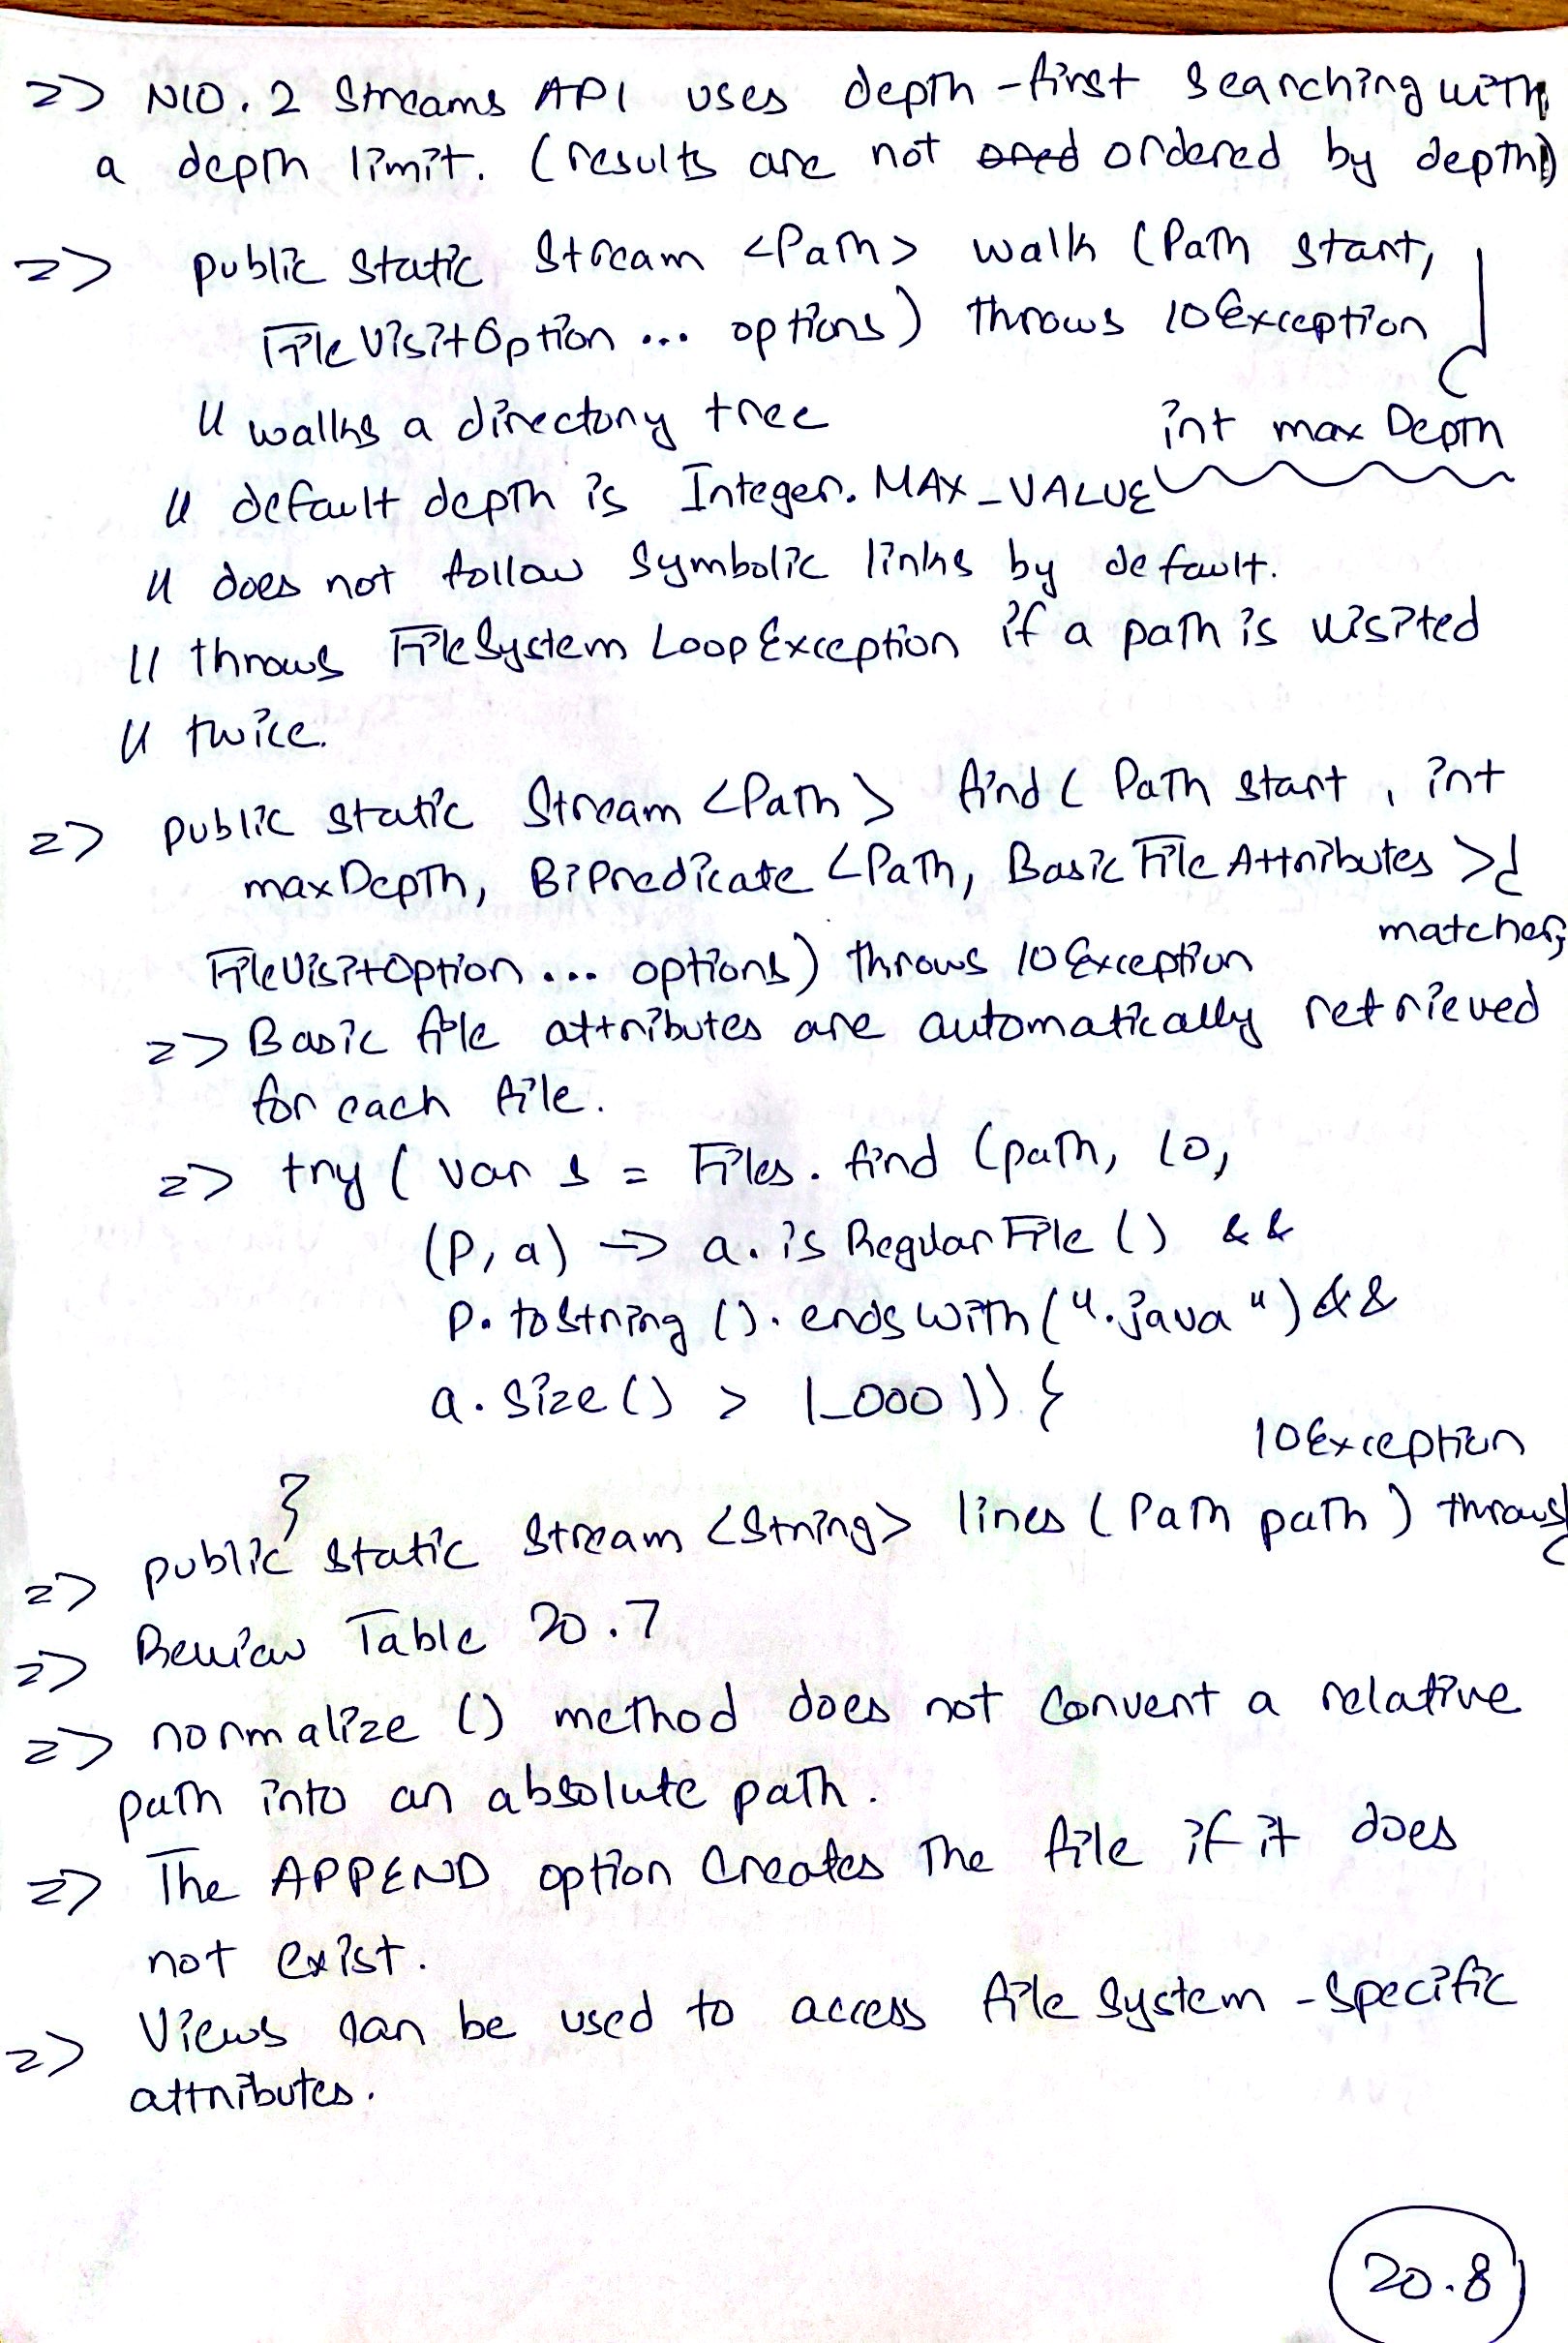 => NIO.2 Streams API uses depth-first searching with
a depth limit. (results are not ored ordered by depth)
=> public static Stream <Path> walk (Path start,
FileVisitOption ... options) throws IOException
int maxDepth
// walks a directory tree
// default depth is Integer.MAX_VALUE
// does not follow symbolic links by default.
// throws FileSystemLoopException if a path is visited
// twice.
=> public static Stream <Path> find ( Path start , int
maxDepth, BiPredicate <Path, BasicFileAttributes >
matcher,
FileVisitOption ... options) throws IOException
=> Basic file attributes are automatically retrieved
for each file.
=> try ( var s = Files. find (path, 10,
(p, a) -> a. is RegularFile () &&
p. toString (). endsWith (".java") &&
a. size () > 1_000 )) {
}
IOException
=> public static Stream <String> lines ( Path path ) throws
=> Review Table 20.7
=> normalize () method does not convert a relative
path into an absolute path.
=> The APPEND option creates the file if it does
not exist.
=> Views can be used to access file system-specific
attributes.
20.8